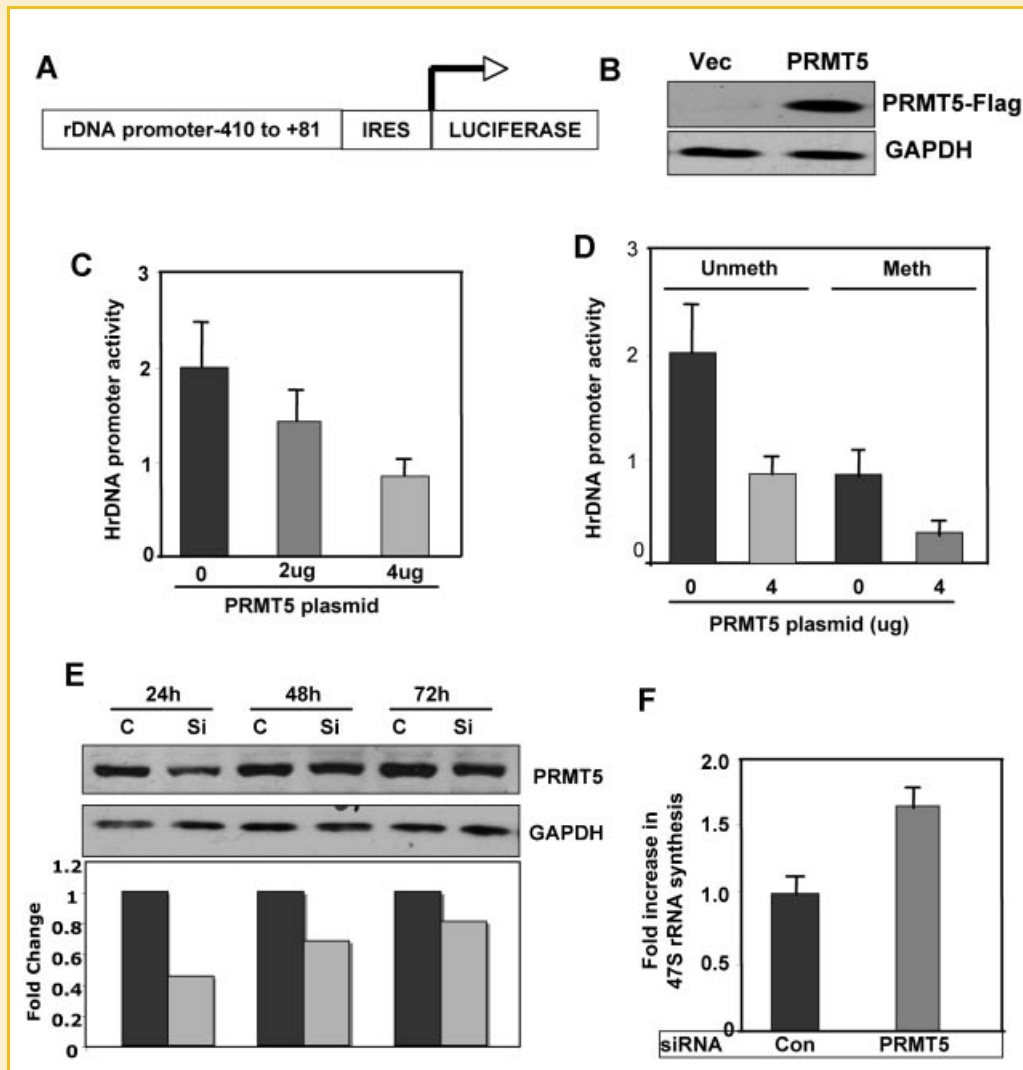 A
rDNA promoter-410 to +81 IRES LUCIFERASE
B
Vec PRMT5
PRMT5-Flag
GAPDH
C
HrDNA promoter activity
3
2
1
0
0 2ug 4ug
PRMT5 plasmid
D
HrDNA promoter activity
3
2
1
0
Unmeth Meth
0 4 0 4
PRMT5 plasmid (ug)
E
24h 48h 72h
C Si C Si C Si
PRMT5
GAPDH
Fold Change
1.2
1
0.8
0.6
0.4
0.2
0
F
Fold increase in
47S rRNA synthesis
2.0
1.5
1.0
0.5
0
siRNA Con PRMT5